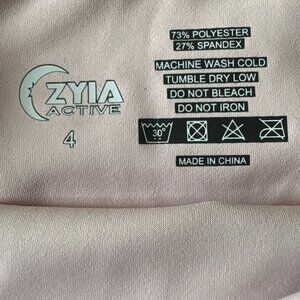 ZYIA
ACTIVE
4
73% POLYESTER
27% SPANDEX
MACHINE WASH COLD
TUMBLE DRY LOW
DO NOT BLEACH
DO NOT IRON
30°
MADE IN CHINA